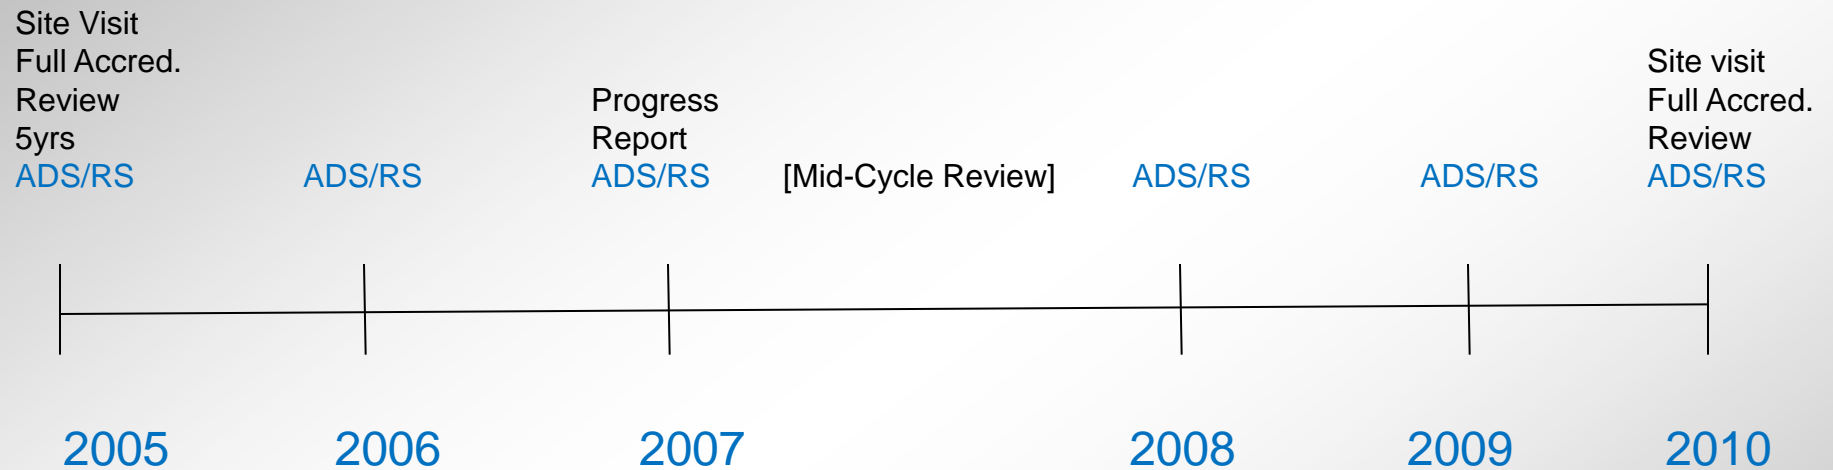 Site Visit
Full Accred.
Review
5yrs
ADS/RS
ADS/RS
Progress
Report
ADS/RS
[Mid-Cycle Review]
ADS/RS
ADS/RS
Site visit
Full Accred.
Review
ADS/RS
2005
2006
2007
2008
2009
2010